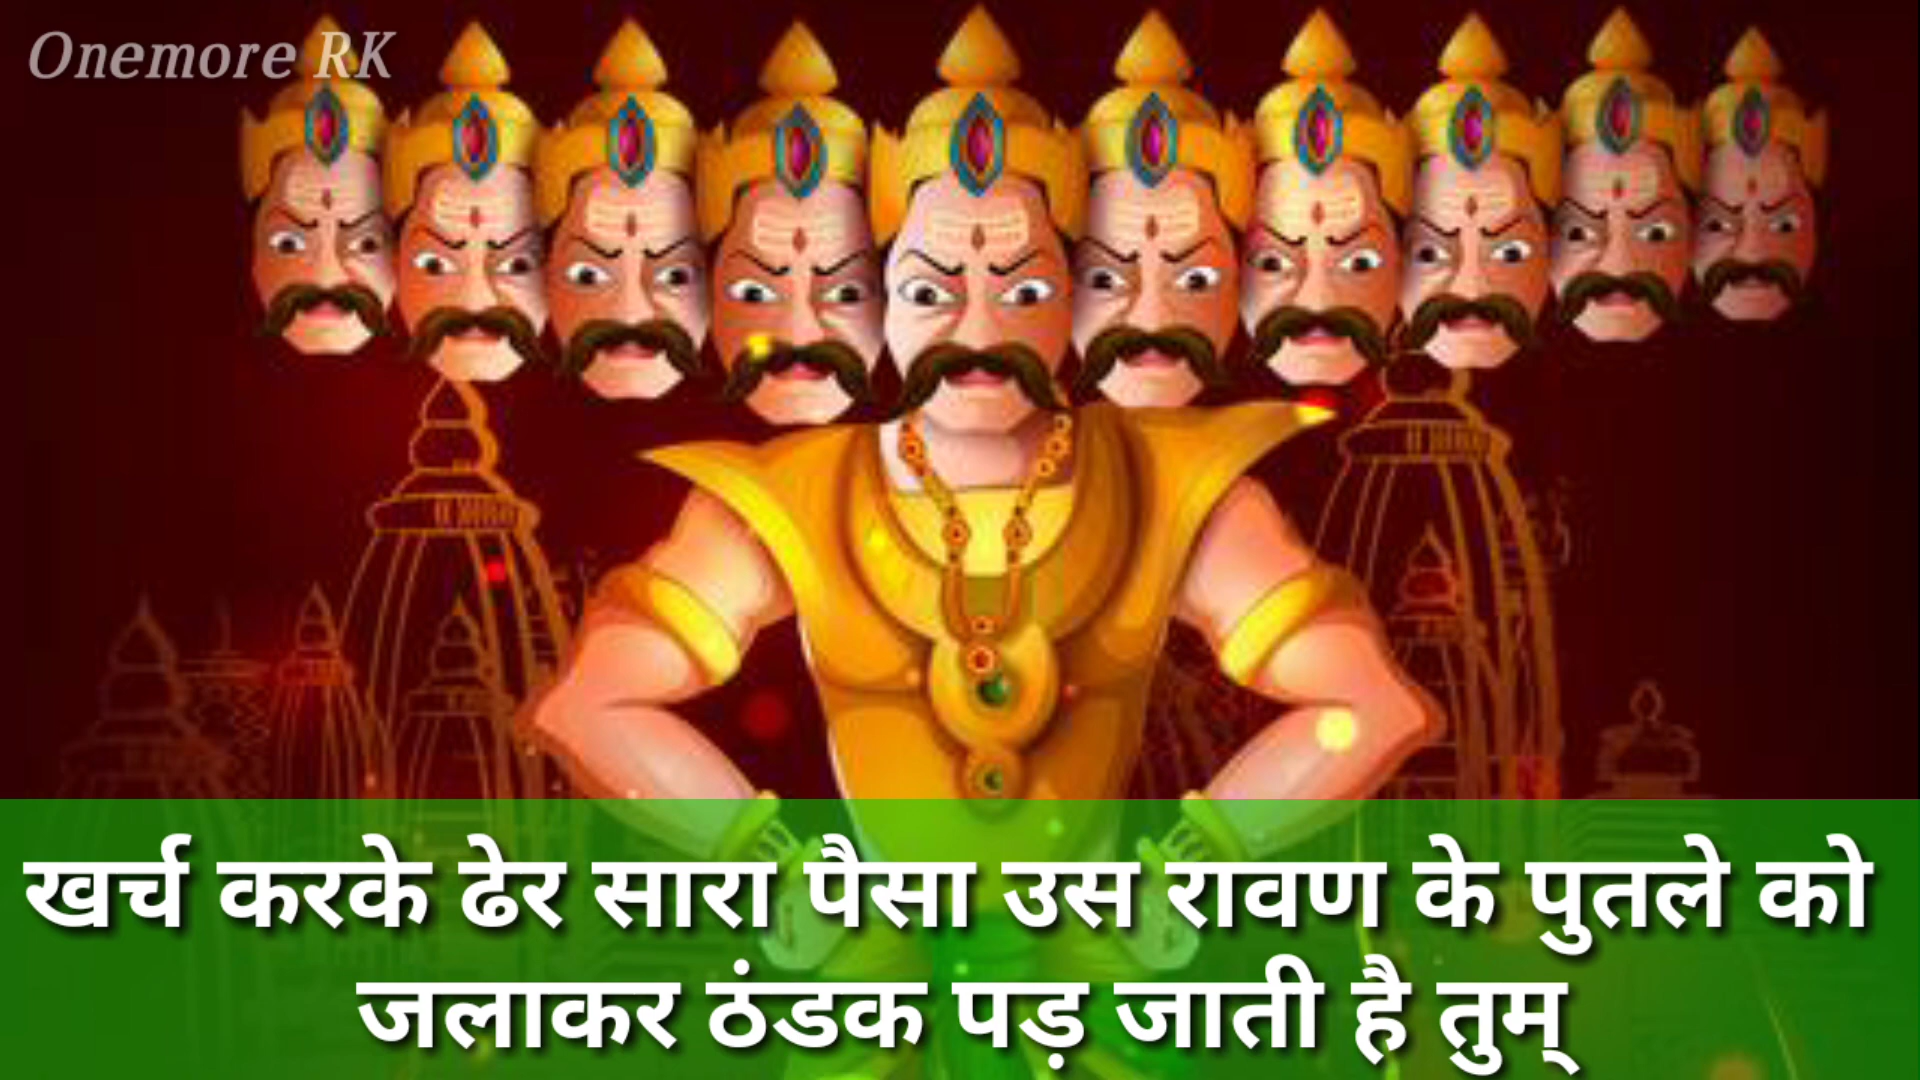 Onemore RK
खर्च करके ढेर सारा पैसा उस रावण के पुतले को
जलाकर ठंडक पड़ जाती है तुम्